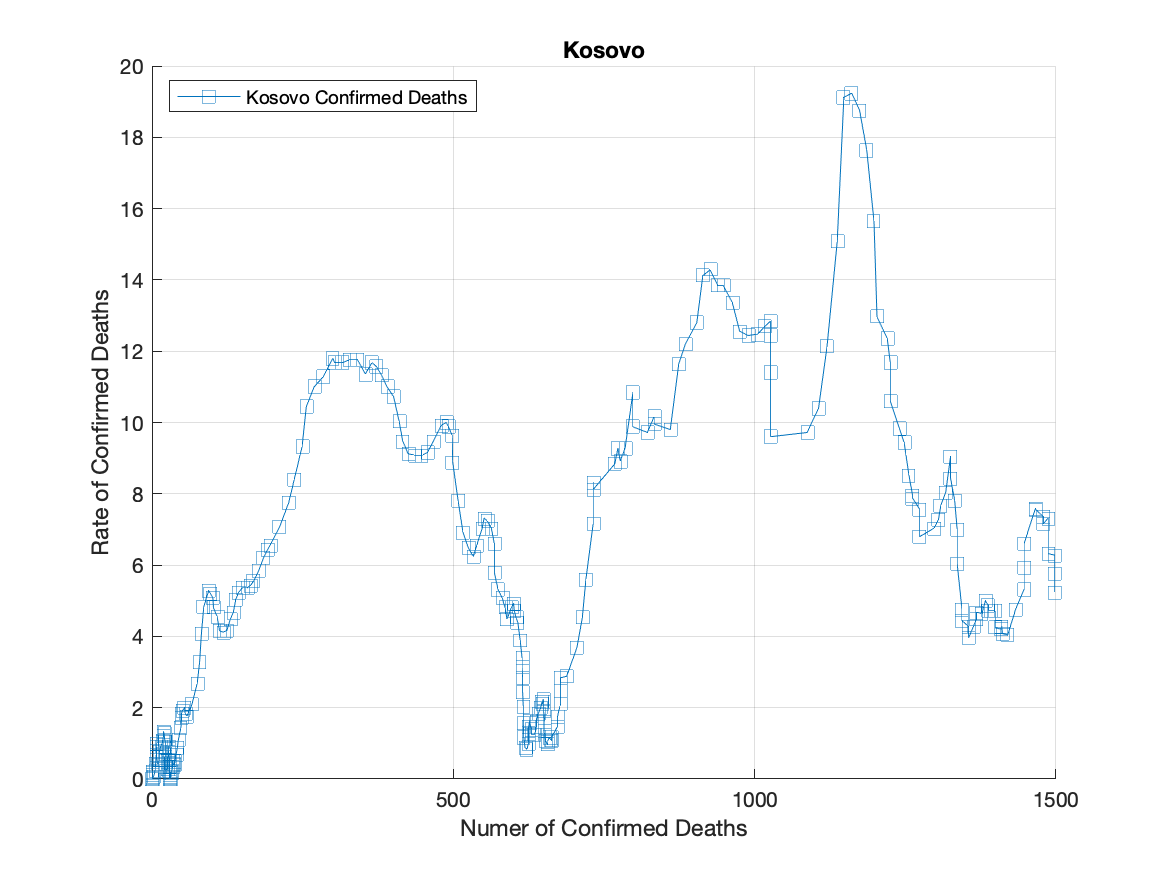 Kosovo
Kosovo Confirmed Deaths
Rate of Confirmed Deaths
20
18
16
14
12
10
8
6
4
2
0
0 500 1000 1500
Numer of Confirmed Deaths